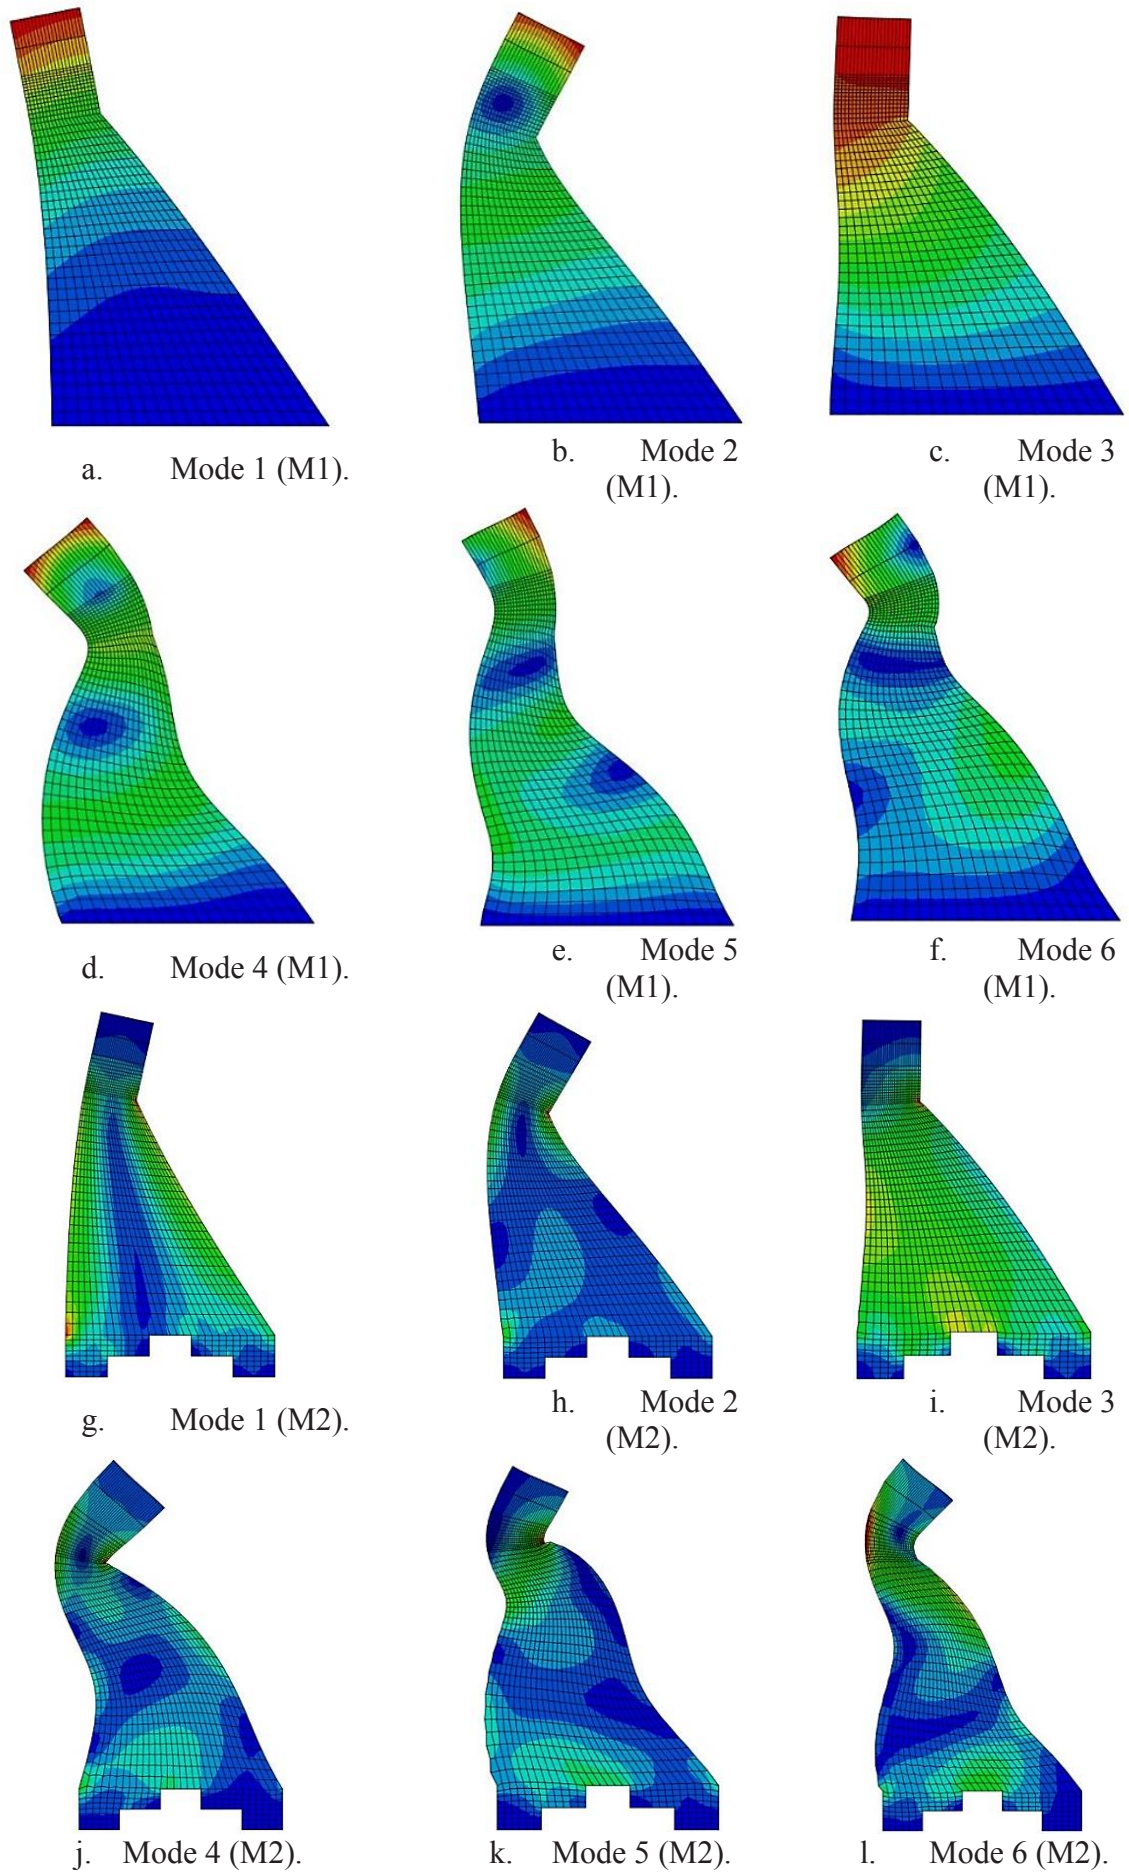 a. Mode 1 (M1).
b. Mode 2
(M1).
c. Mode 3
(M1).
d. Mode 4 (M1).
e. Mode 5
(M1).
f. Mode 6
(M1).
g. Mode 1 (M2).
h. Mode 2
(M2).
i. Mode 3
(M2).
j. Mode 4 (M2).
k. Mode 5 (M2).
l. Mode 6 (M2).